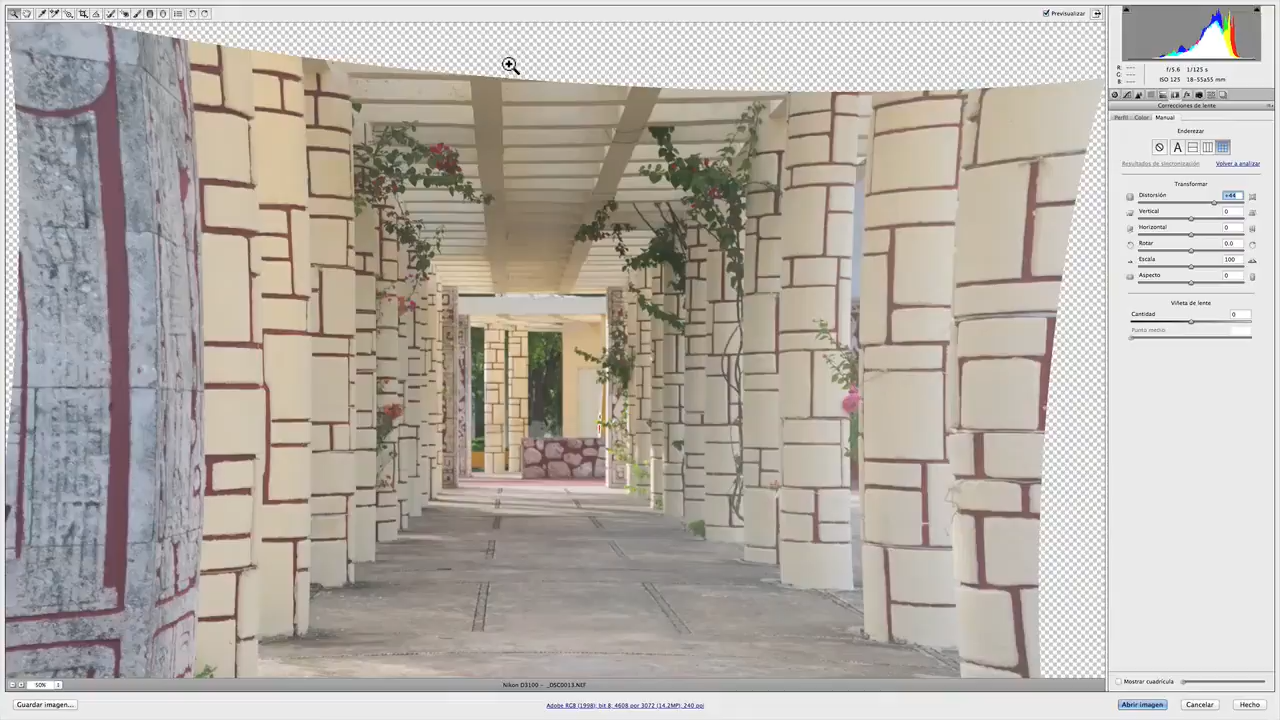 Previsualizar
R: ---
G: ---
B: ---
f/5.6 1/125 s
ISO 125 18-55a55 mm
Correcciones de lente
Perfil Color Manual
Enderezar
A
Resultados de sincronización Volver a analizar
Transformar
Distorsión +44
Vertical 0
Horizontal 0
Rotar 0.0
Escala 100
Aspecto 0
Viñeta de lente
Cantidad 0
Punto medio
50%
Nikon D3100 - _DSC0013.NEF
Mostrar cuadrícula
Guardar imagen...
Adobe RGB (1998); bit 8; 4608 por 3072 (14.2MP); 240 ppi
Abrir imagen
Cancelar
Hecho